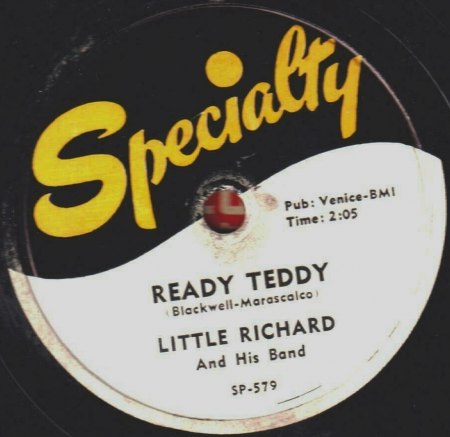 Specialty
Pub: Venice-BMI
Time: 2:05
READY TEDDY
(Blackwell-Marascalco)
LITTLE RICHARD
And His Band
SP-579